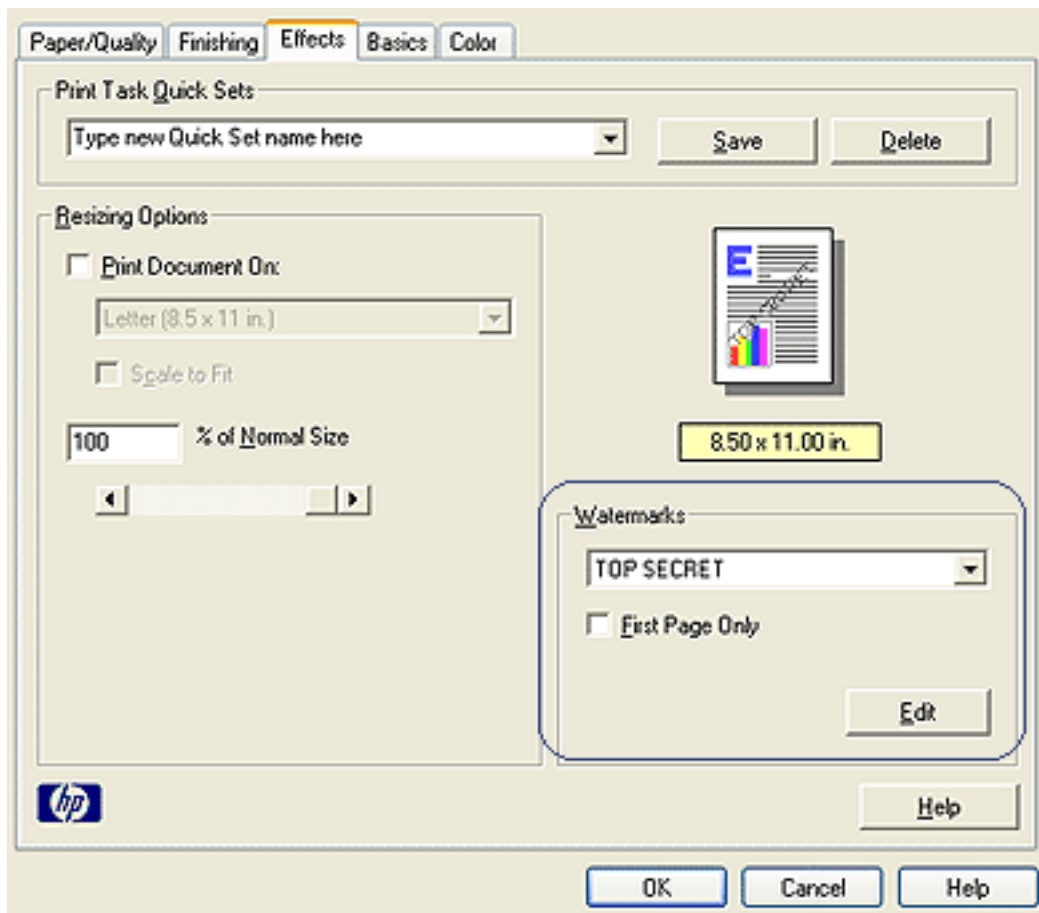 Paper/Quality Finishing Effects Basics Color
Print Task Quick Sets
Type new Quick Set name here Save Delete
Resizing Options
Print Document On:
Letter (8.5 x 11 in.)
Scale to Fit
100 % of Normal Size
E
TOP SECRET
8.50 x 11.00 in.
Watermarks
TOP SECRET
First Page Only
Edit
hp
Help
OK Cancel Help